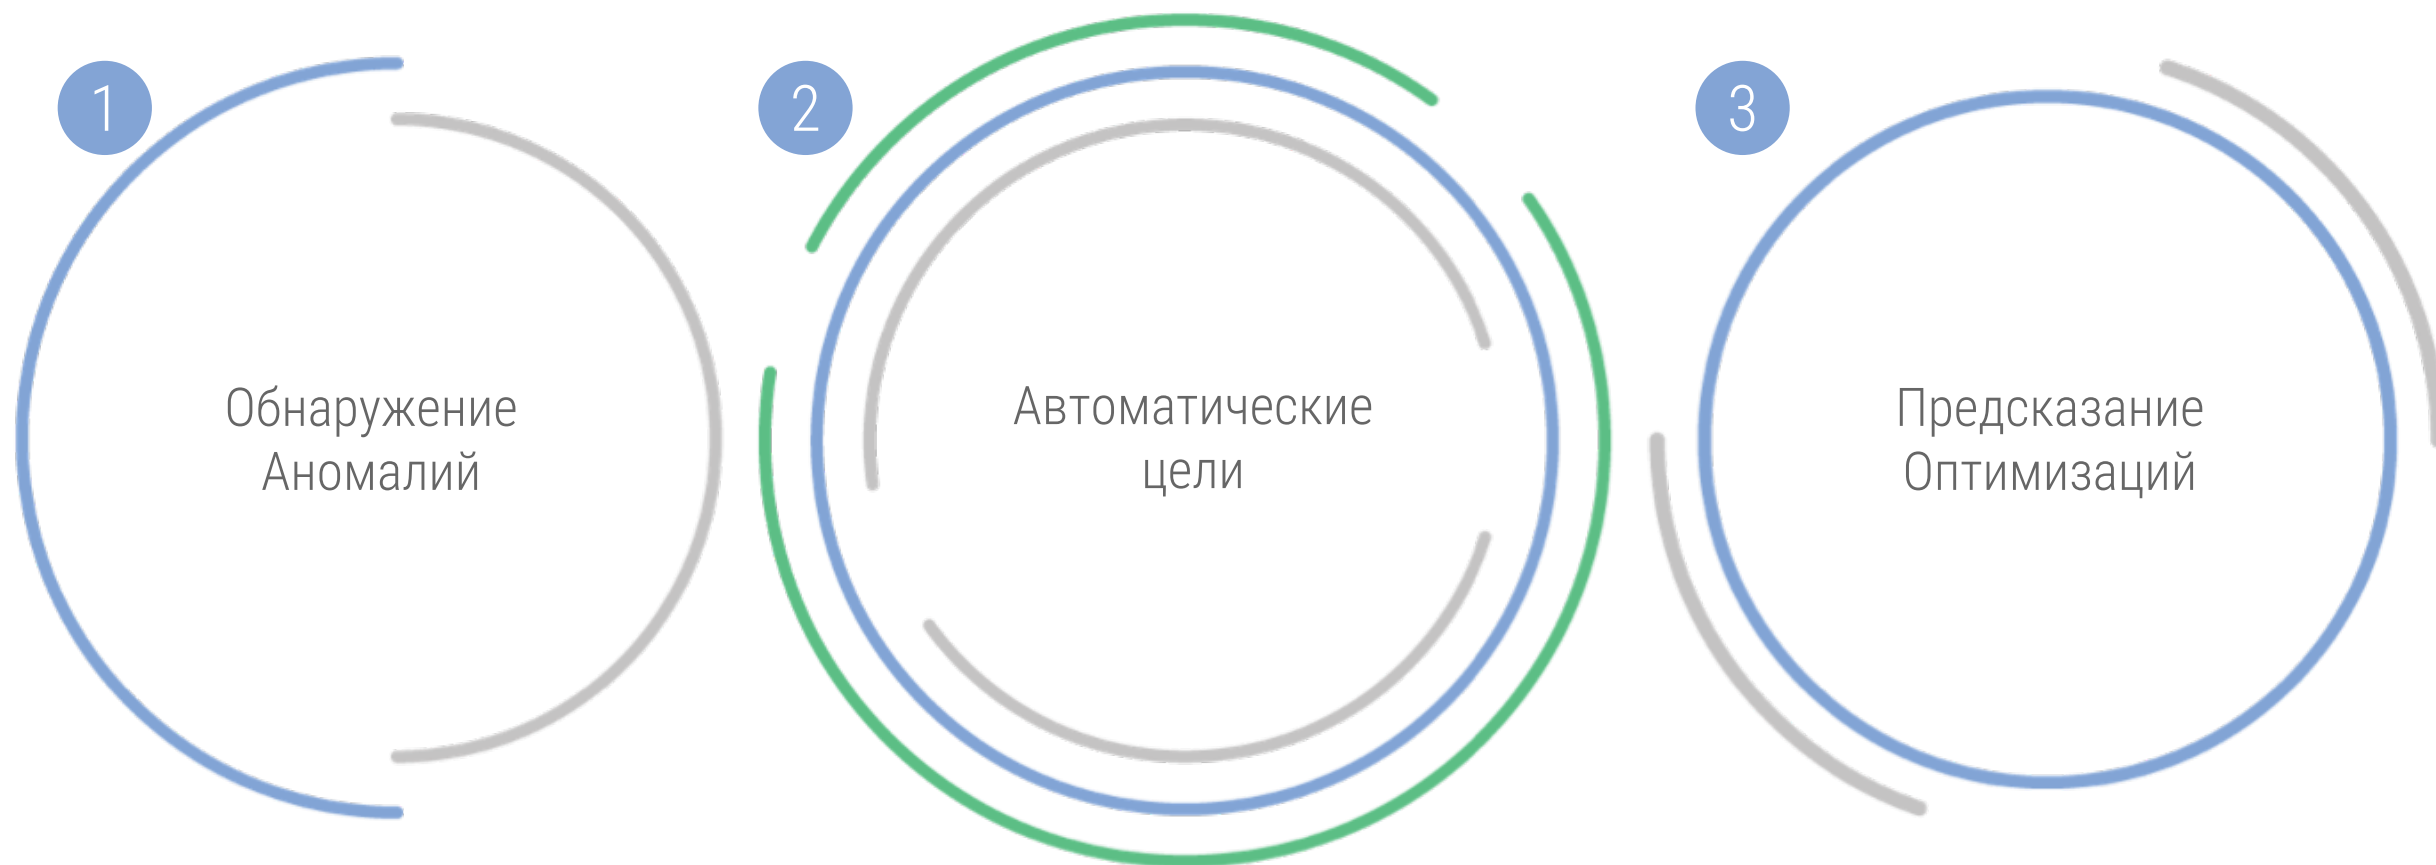 1
Обнаружение
Аномалий
2
Автоматические
цели
3
Предсказание
Оптимизаций